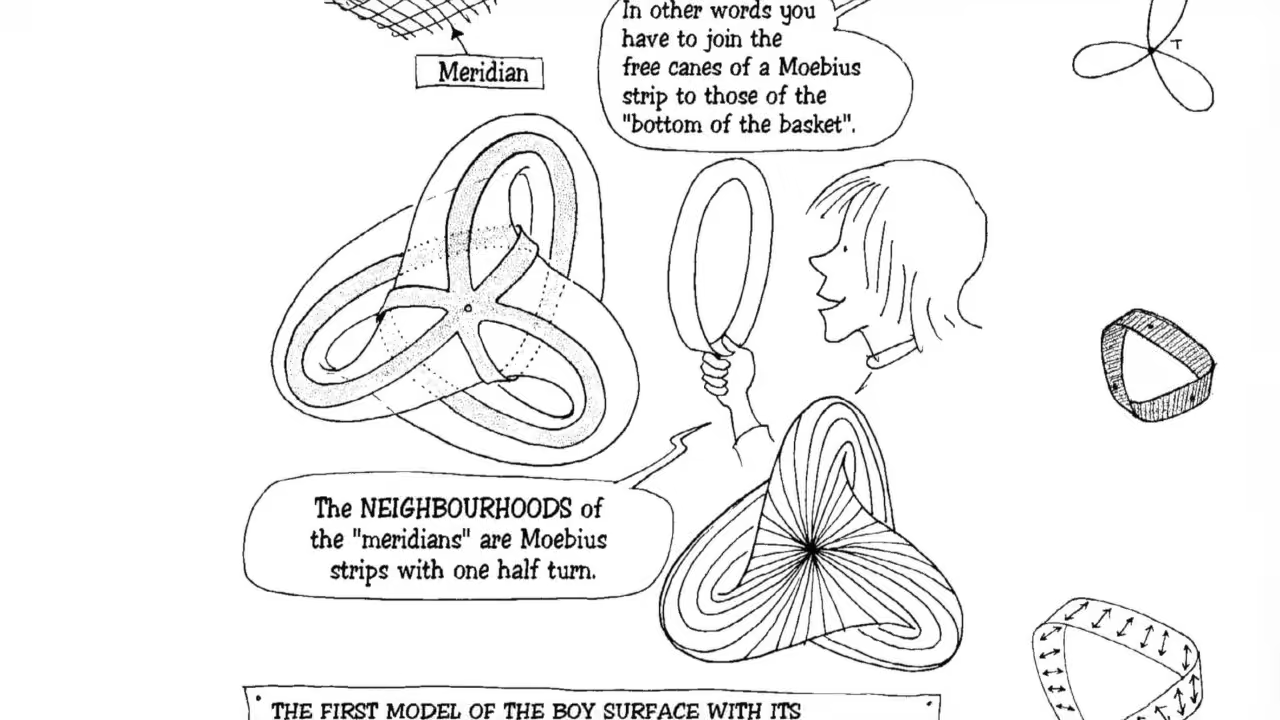 In other words you
have to join the
free canes of a Moebius
strip to those of the
"bottom of the basket".
Meridian
T
The NEIGHBOURHOODS of
the "meridians" are Moebius
strips with one half turn.
THE FIRST MODEL OF THE BOY SURFACE WITH ITS